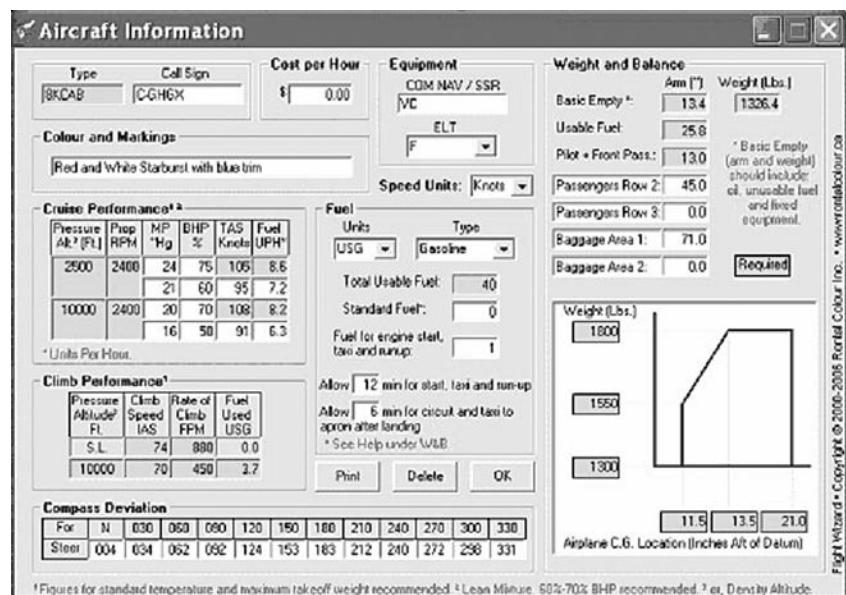 Aircraft Information
Type Call Sign
8KCAB C-GHGX
Cost per Hour
$ 0.00
Equipment
COM NAV / SSR
VC
ELT
F
Colour and Markings
Red and White Starburst with blue trim
Speed Units: Knots
Cruise Performance¹ ²
Pressure Alt.³ (Ft.) Prop RPM MP "Hg BHP % TAS Knots Fuel UPH*
2500 2400 24 75 105 8.6
21 60 95 7.2
10000 2400 20 70 108 8.2
16 50 91 6.3
* Units Per Hour.
Fuel
Units Type
USG Gasoline
Total Usable Fuel: 40
Standard Fuel*: 0
Fuel for engine start,
taxi and runup: 1
Allow 12 min for start, taxi and run-up
Allow 6 min for circuit and taxi to
apron after landing
* See Help under W&B
Print Delete OK
Climb Performance¹
Pressure Altitude³ Ft. Climb Speed IAS Rate of Climb FPM Fuel Used USG
S.L. 74 880 0.0
10000 70 450 2.7
Compass Deviation
For N 030 060 090 120 150 180 210 240 270 300 330
Steer 004 034 062 092 124 153 183 212 240 272 298 331
Weight and Balance
Arm (") Weight (Lbs.)
Basic Empty *: 13.4 1326.4
Usable Fuel: 25.8
Pilot + Front Pass.: 13.0
Passengers Row 2: 45.0
Passengers Row 3: 0.0
Baggage Area 1: 71.0
Baggage Area 2: 0.0
* Basic Empty
(arm and weight)
should include:
oil, unusable fuel
and fixed
equipment.
Required
Weight (Lbs.)
1800
1550
1300
11.5 13.5 21.0
Airplane C.G. Location (Inches Aft of Datum)
Flight Wizard • Copyright © 2000-2006 Rontal Colour Inc. • www.rontalcolour.ca
¹ Figures for standard temperature and maximum takeoff weight recommended. ² Lean Mixture, 60%-70% BHP recommended. ³ or, Density Altitude.